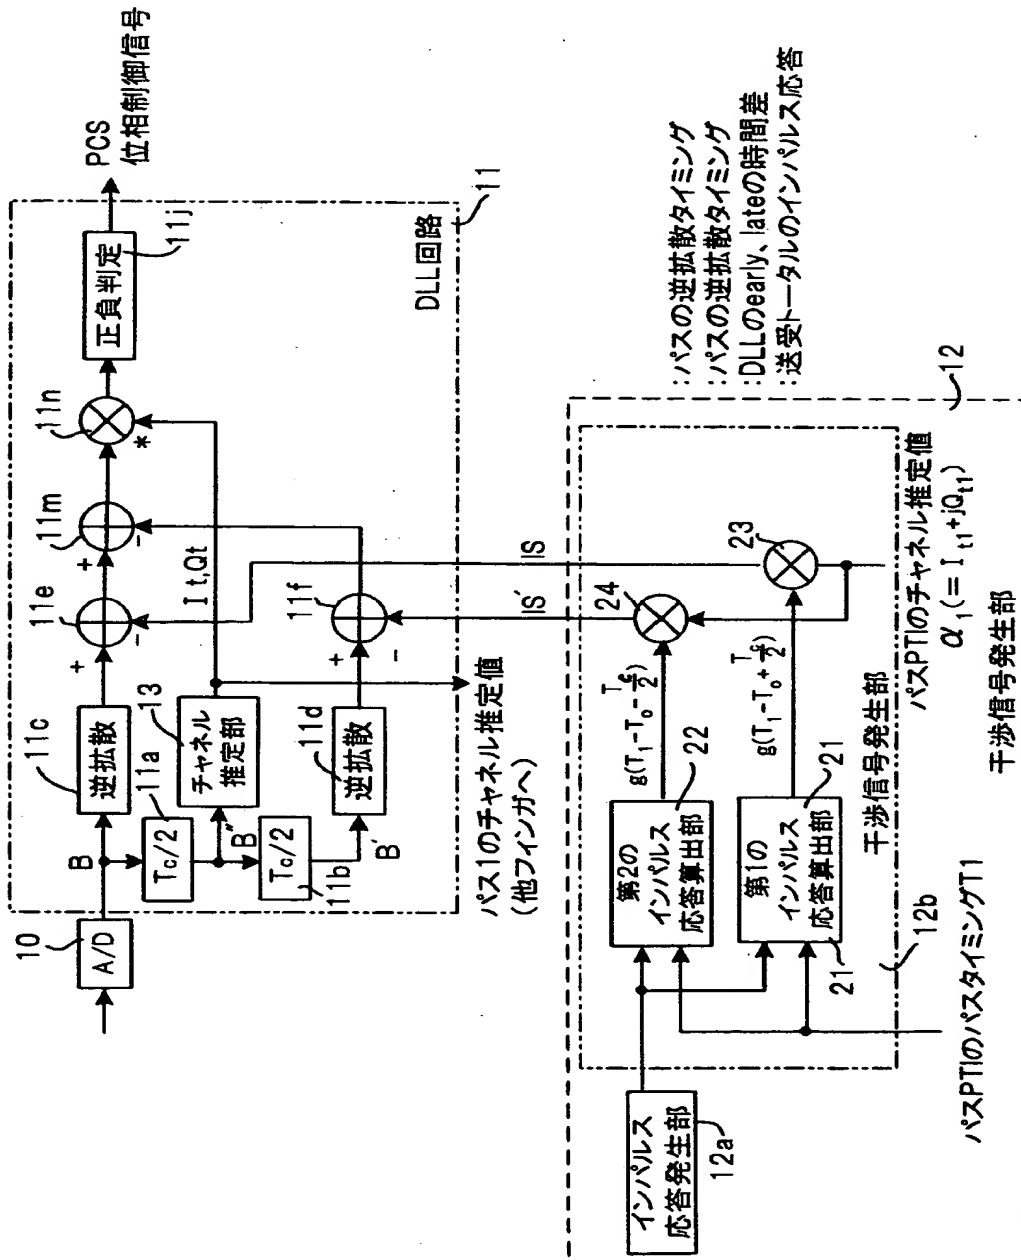 10
A/D
B
11c
逆拡散
11a
Tc/2
B"
13
チャネル
推定部
Tc/2
11b
B'
11d
逆拡散
It,Qt
+
-
11e
+
-
11m
11f
+
-
*
11n
正負判定
11j
PCS
位相制御信号
DLL回路
11
パス1のチャネル推定値
(他フィンガへ)
IS
IS'
インパルス
応答発生部
12a
第2の
インパルス
応答算出部
22
第1の
インパルス
応答算出部
21
21
g(T1-T0-Tc/2)
g(T1-T0+Tc/2)
24
23
干渉信号発生部
12b
パスPT1のパスタイミングT1
パスPT1のチャネル推定値
α1(=It1+jQt1)
12
干渉信号発生部
:パスの逆拡散タイミング
:パスの逆拡散タイミング
:DLLのearly、lateの時間差
:送受トータルのインパルス応答